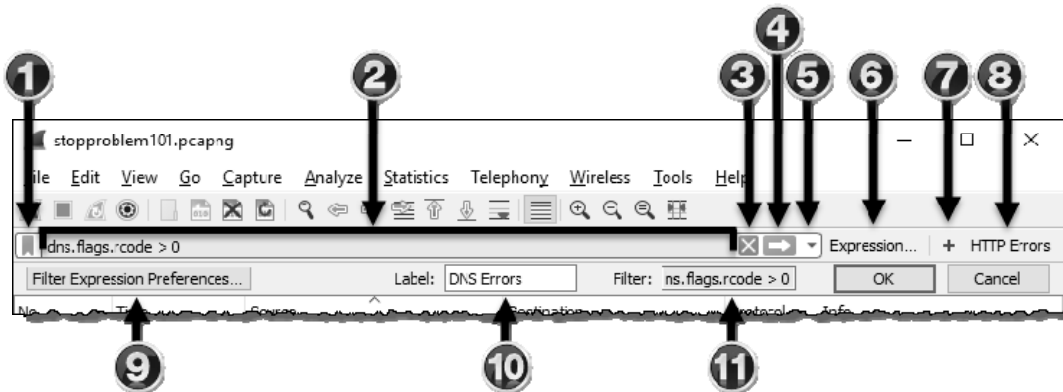 4
1 2 3 5 6 7 8
stopproblem101.pcapng
File Edit View Go Capture Analyze Statistics Telephony Wireless Tools Help
dns.flags.rcode > 0 Expression... + HTTP Errors
Filter Expression Preferences... Label: DNS Errors Filter: ns.flags.rcode > 0 OK Cancel
No. Time Source Destination Protocol Info
9 10 11